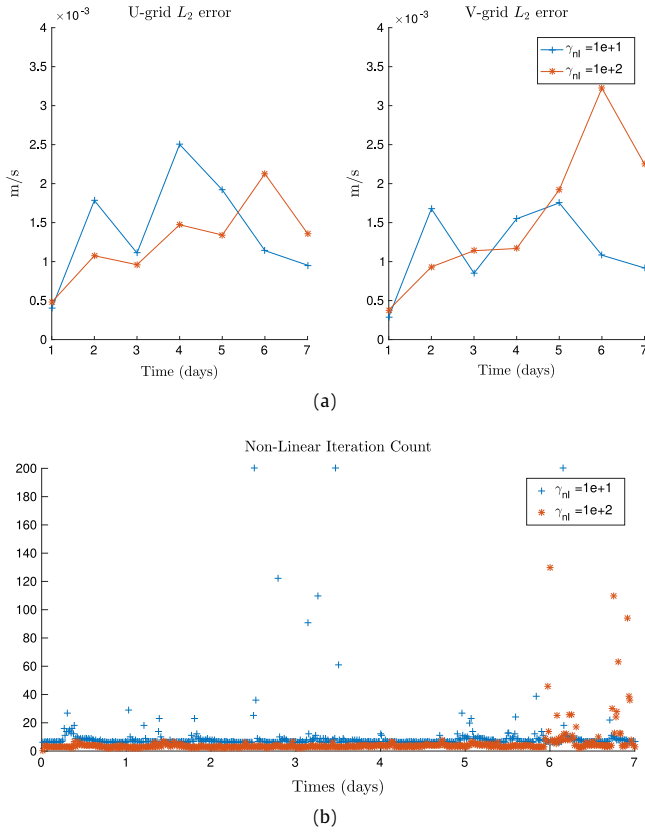 U-grid L₂ error
V-grid L₂ error
×10⁻³
4
3.5
3
2.5
2
1.5
1
0.5
0
m/s
1 2 3 4 5 6 7
Time (days)
×10⁻³
4
3.5
3
2.5
2
1.5
1
0.5
0
m/s
1 2 3 4 5 6 7
Time (days)
γnl =1e+1
γnl =1e+2
(a)
Non-Linear Iteration Count
200
180
160
140
120
100
80
60
40
20
0
0 1 2 3 4 5 6 7
Times (days)
γnl =1e+1
γnl =1e+2
(b)